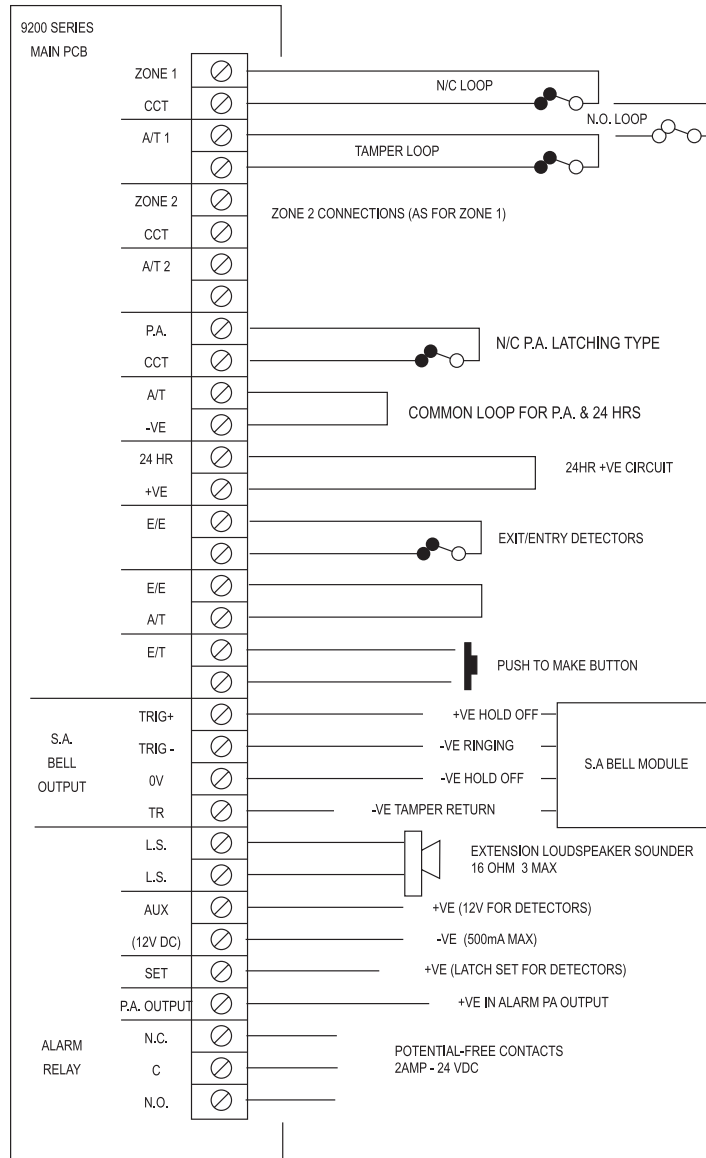 9200 SERIES
MAIN PCB
ZONE 1
N/C LOOP
CCT
N.O. LOOP
A/T 1
TAMPER LOOP
ZONE 2
ZONE 2 CONNECTIONS (AS FOR ZONE 1)
CCT
A/T 2
P.A.
N/C P.A. LATCHING TYPE
CCT
A/T
COMMON LOOP FOR P.A. & 24 HRS
-VE
24 HR
24HR +VE CIRCUIT
+VE
E/E
EXIT/ENTRY DETECTORS
E/E
A/T
E/T
PUSH TO MAKE BUTTON
S.A.
BELL
OUTPUT
TRIG+
+VE HOLD OFF
TRIG -
-VE RINGING
S.A BELL MODULE
0V
-VE HOLD OFF
TR
-VE TAMPER RETURN
L.S.
EXTENSION LOUDSPEAKER SOUNDER
16 OHM 3 MAX
L.S.
AUX
+VE (12V FOR DETECTORS)
(12V DC)
-VE (500mA MAX)
SET
+VE (LATCH SET FOR DETECTORS)
P.A. OUTPUT
+VE IN ALARM PA OUTPUT
ALARM
RELAY
N.C.
POTENTIAL-FREE CONTACTS
2AMP - 24 VDC
C
N.O.